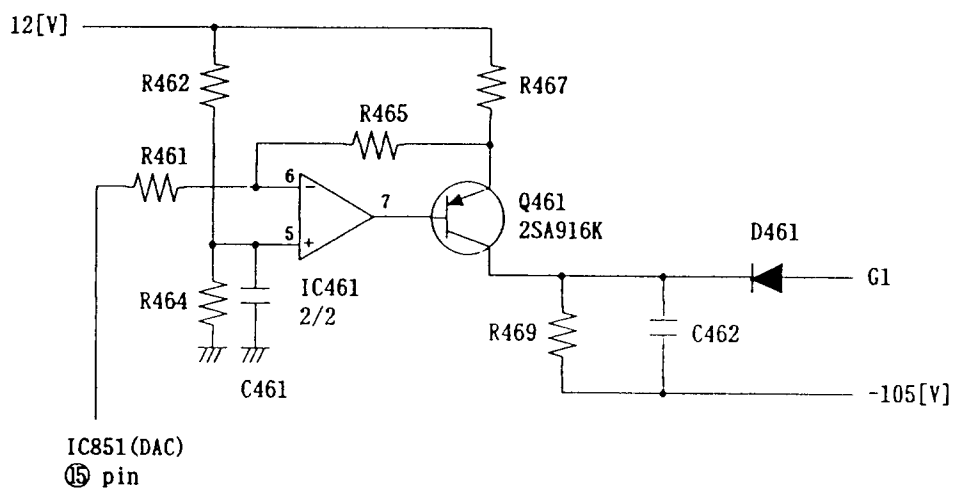 12[V]
R462
R467
R465
R461
6
7
5
Q461
2SA916K
D461
G1
R464
IC461
2/2
R469
C462
C461
-105[V]
IC851(DAC)
⑮ pin